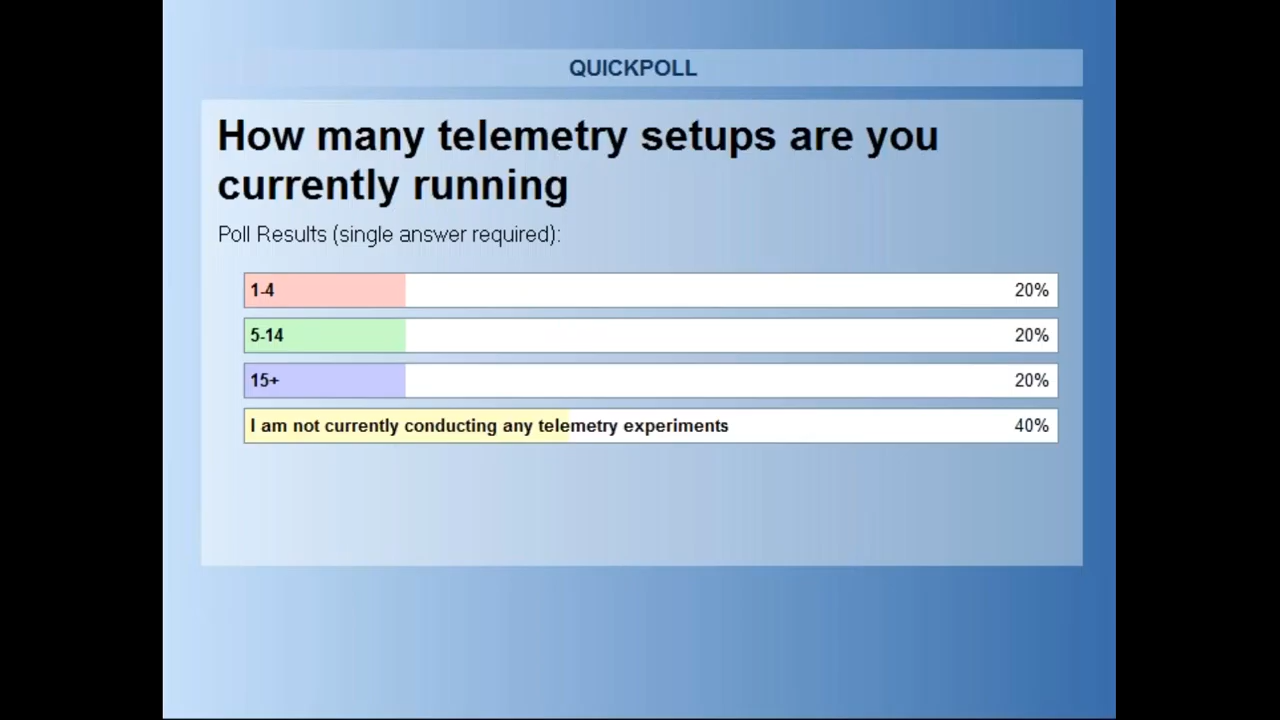 QUICKPOLL
How many telemetry setups are you
currently running
Poll Results (single answer required):
1-4 20%
5-14 20%
15+ 20%
I am not currently conducting any telemetry experiments 40%